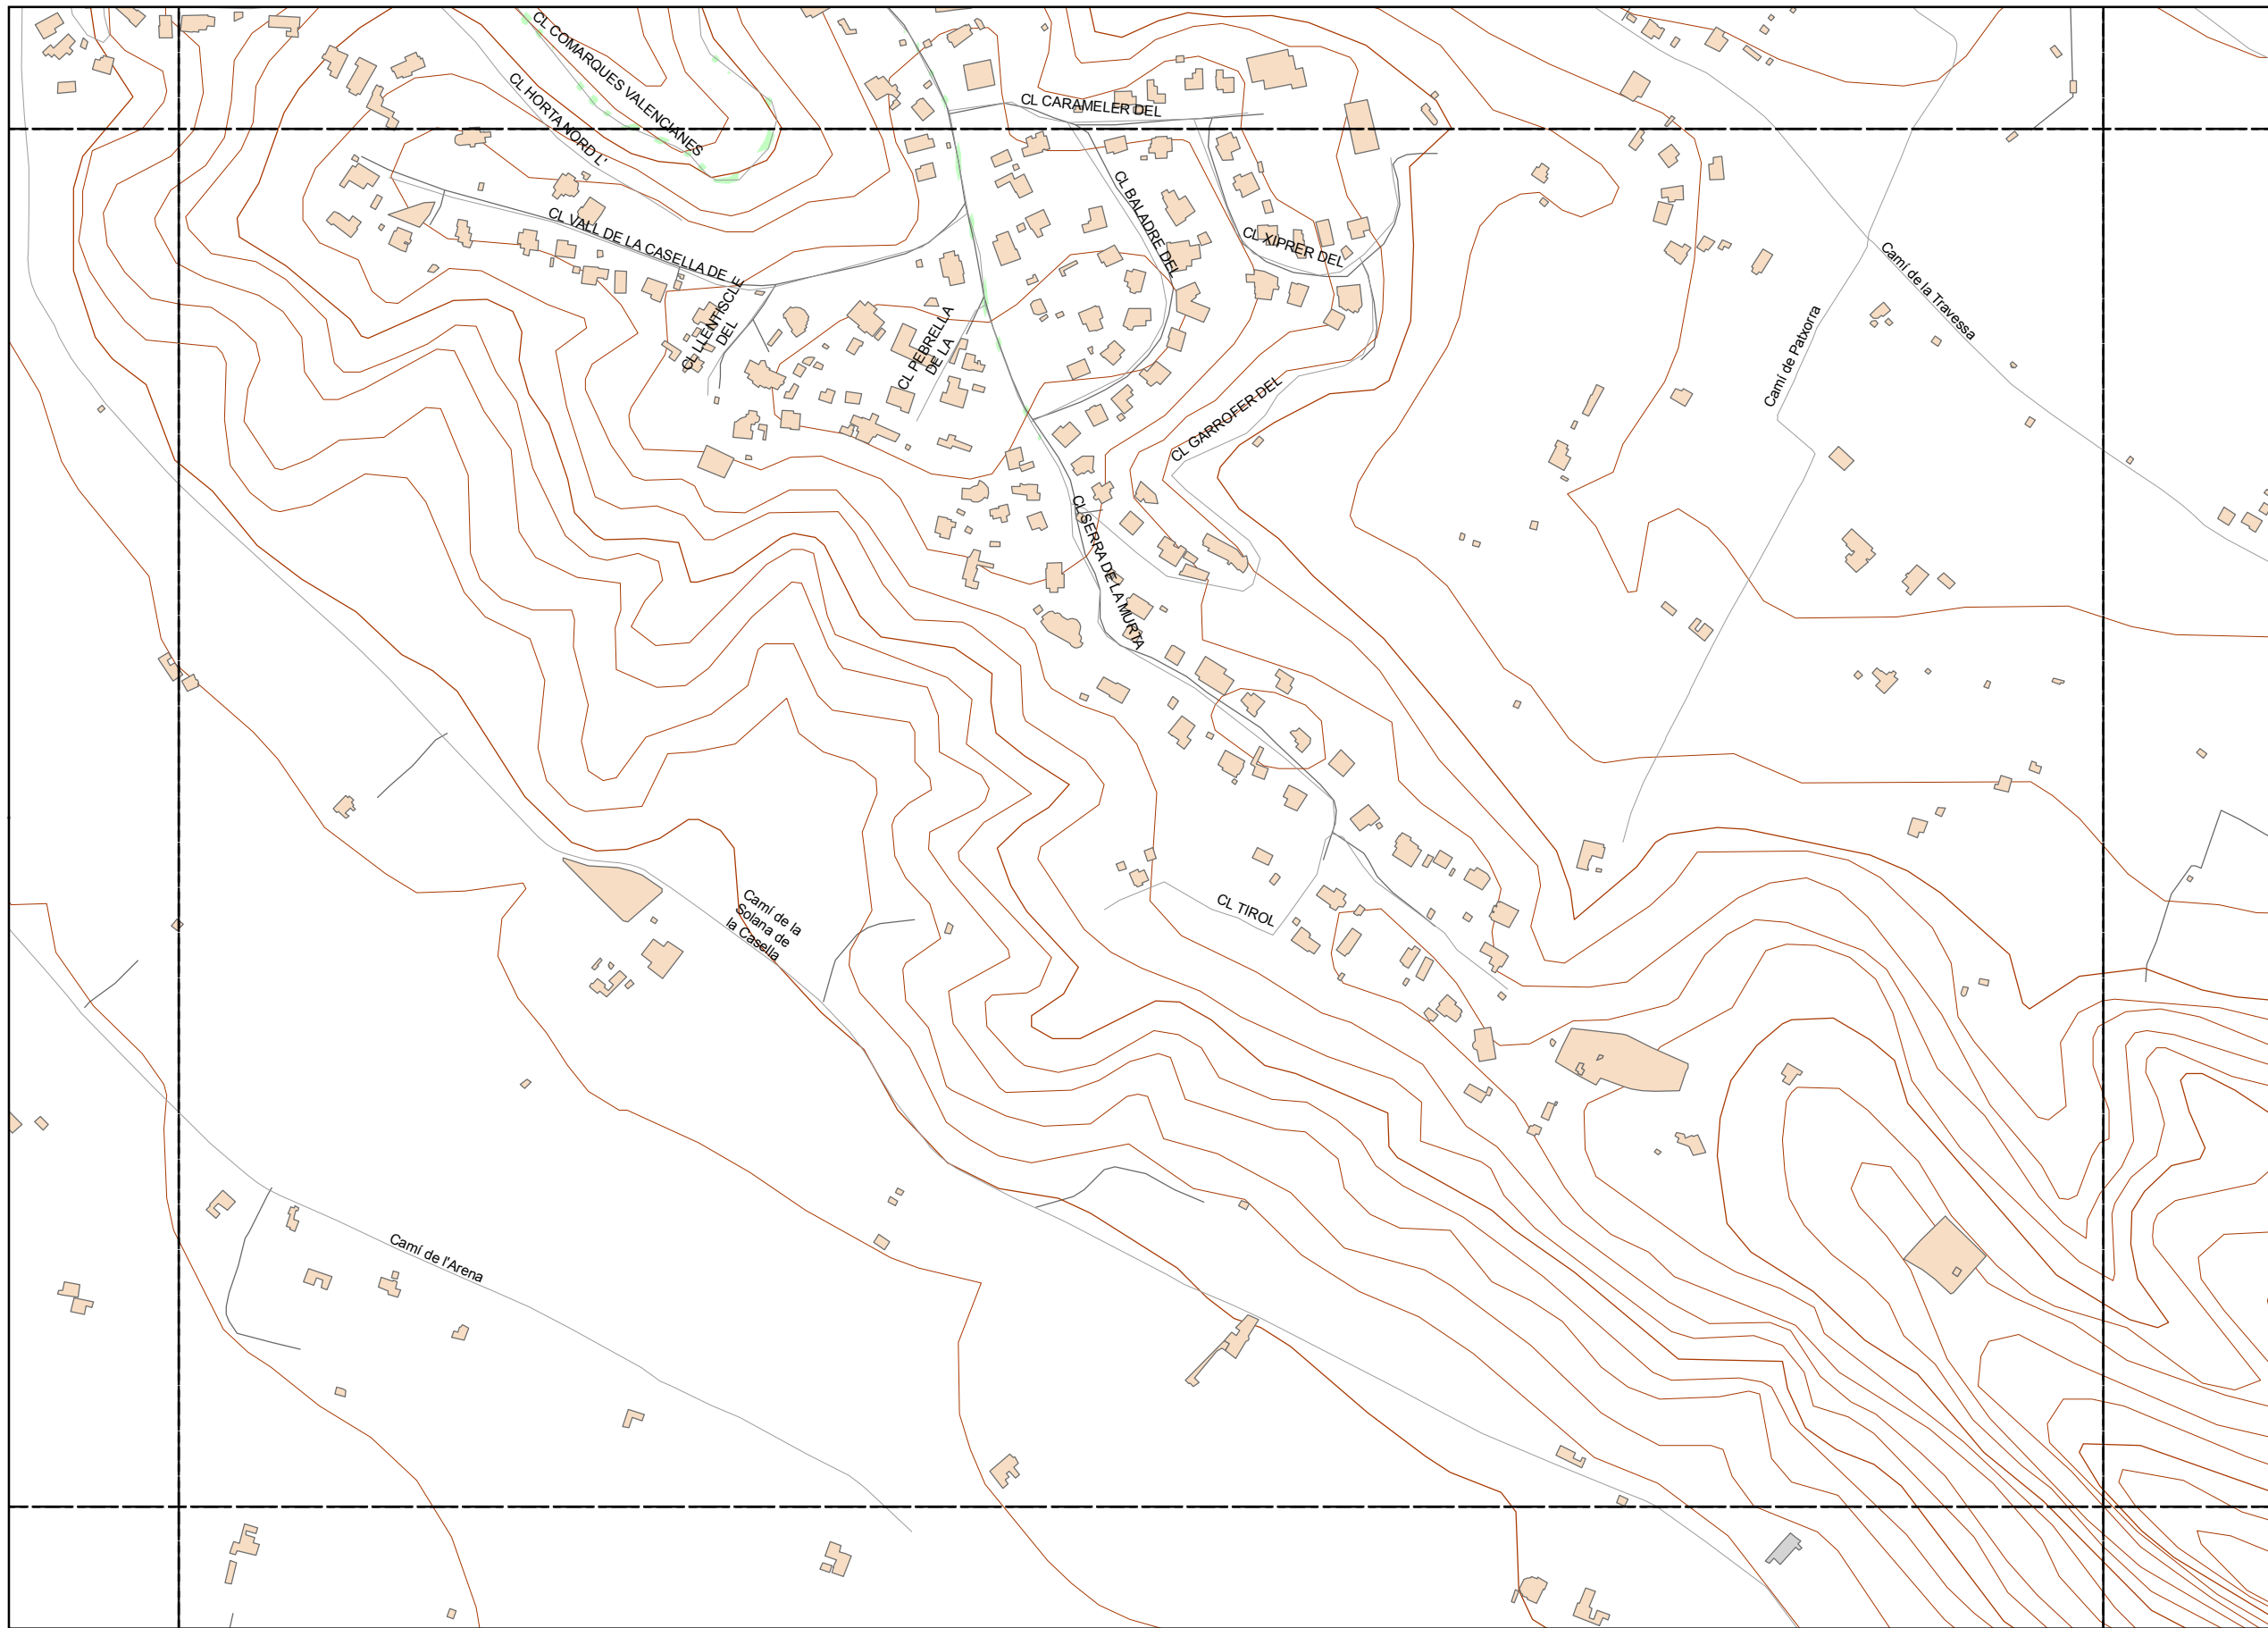 CL COMARQUES VALENCIANES
CL HORTA NORD L'
CL CARAMELER DEL
CL BALADRE DEL
CL VALL DE LA CASELLA DE L'E
CL XIPRER DEL
Camí de la Travessa
CL LLENTISCLE
DEL
CL PEBRELLA
DE LA
Camí de Patxorra
CL GARROFER DEL
CL SERRA DE LA MURTA
CL TIROL
Camí de la
Solana de
la Casella
Camí de l'Arena